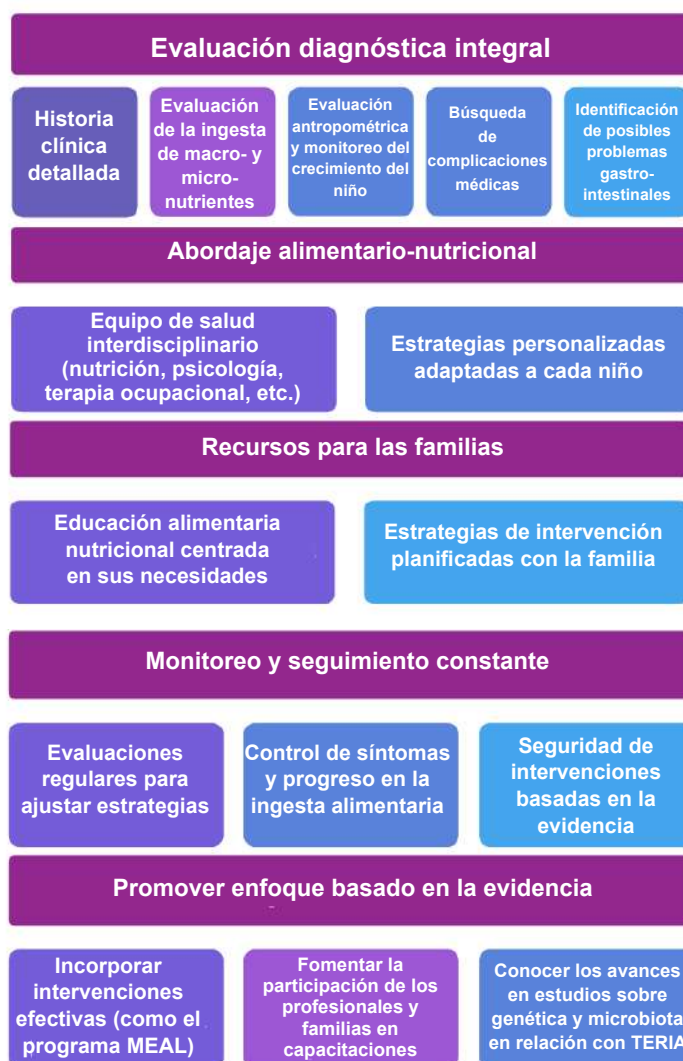 Evaluación diagnóstica integral
Historia
clínica
detallada
Evaluación
de la ingesta
de macro- y
micro-
nutrientes
Evaluación
antropométrica
y monitoreo del
crecimiento del
niño
Búsqueda
de
complicaciones
médicas
Identificación
de posibles
problemas
gastro-
intestinales
Abordaje alimentario-nutricional
Equipo de salud
interdisciplinario
(nutrición, psicología,
terapia ocupacional, etc.)
Estrategias personalizadas
adaptadas a cada niño
Recursos para las familias
Educación alimentaria
nutricional centrada
en sus necesidades
Estrategias de intervención
planificadas con la familia
Monitoreo y seguimiento constante
Evaluaciones
regulares para
ajustar estrategias
Control de síntomas
y progreso en la
ingesta alimentaria
Seguridad de
intervenciones
basadas en la
evidencia
Promover enfoque basado en la evidencia
Incorporar
intervenciones
efectivas (como el
programa MEAL)
Fomentar la
participación de los
profesionales y
familias en
capacitaciones
Conocer los avances
en estudios sobre
genética y microbiota
en relación con TERIA